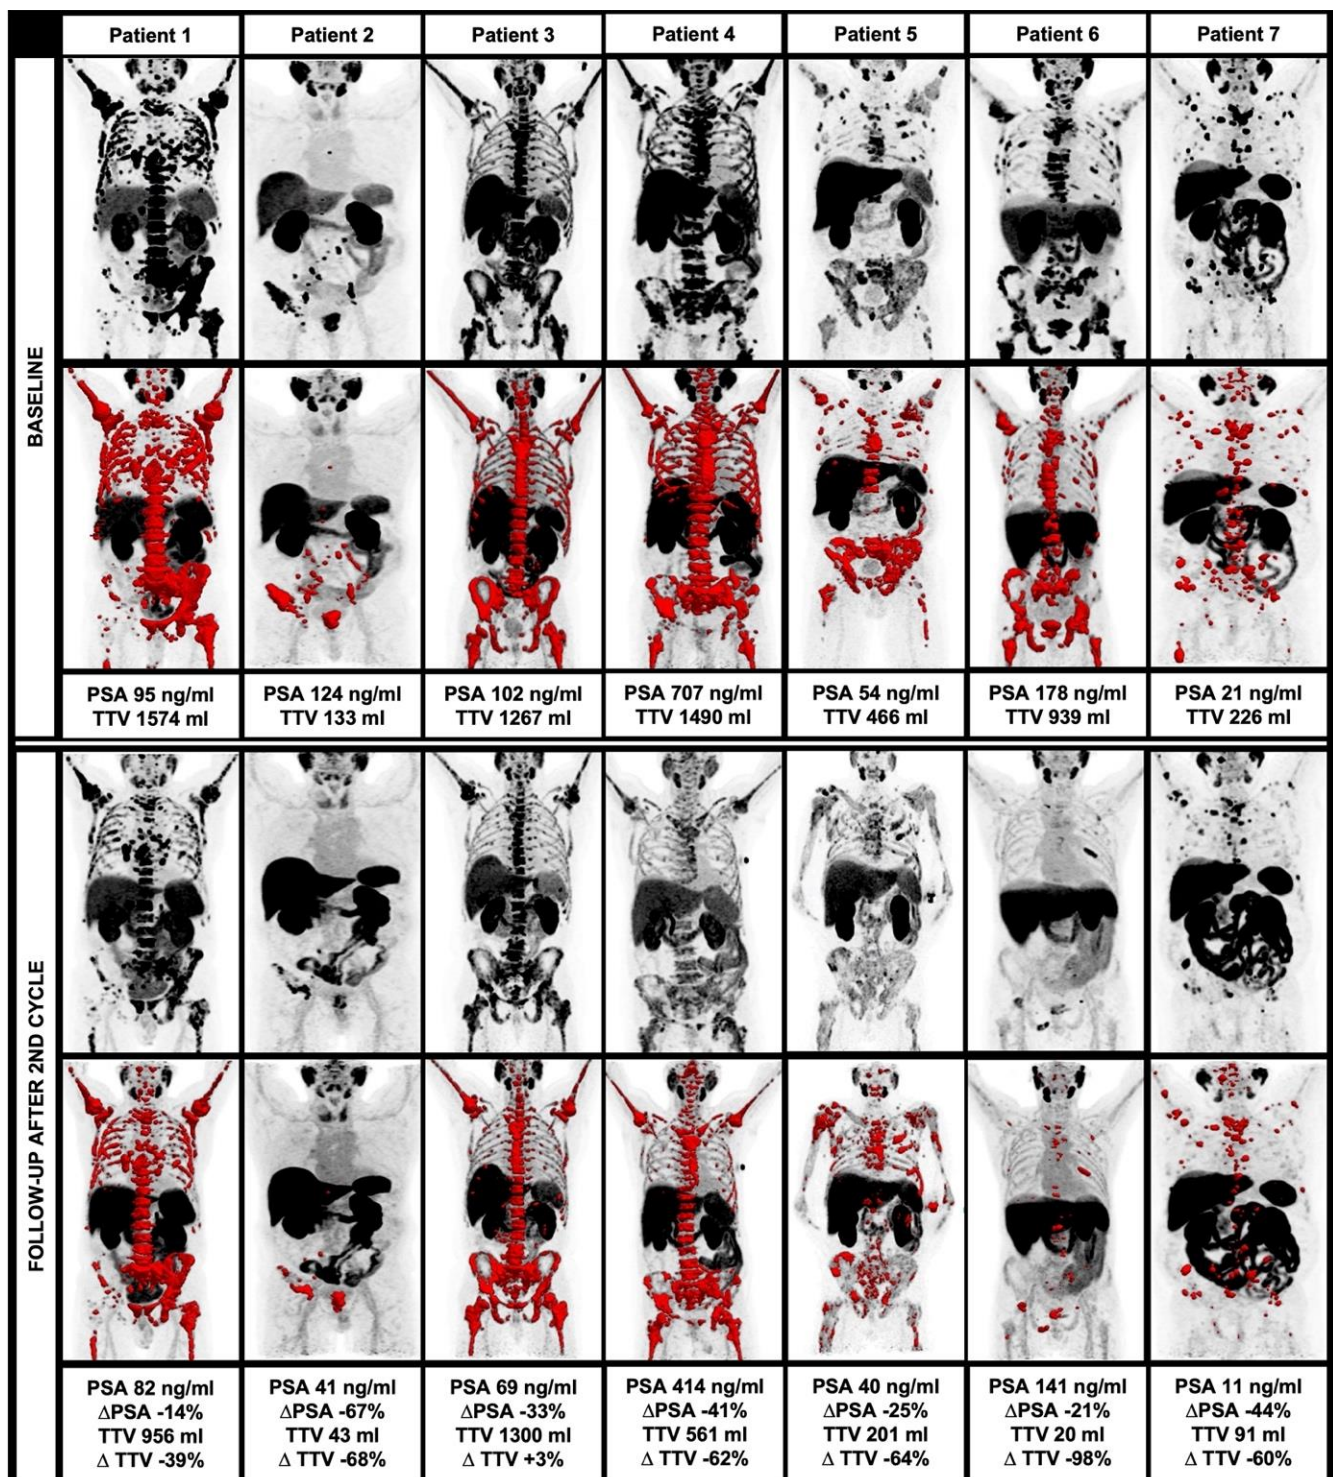 Patient 1
Patient 2
Patient 3
Patient 4
Patient 5
Patient 6
Patient 7
BASELINE
PSA 95 ng/ml
TTV 1574 ml
PSA 124 ng/ml
TTV 133 ml
PSA 102 ng/ml
TTV 1267 ml
PSA 707 ng/ml
TTV 1490 ml
PSA 54 ng/ml
TTV 466 ml
PSA 178 ng/ml
TTV 939 ml
PSA 21 ng/ml
TTV 226 ml
FOLLOW-UP AFTER 2ND CYCLE
PSA 82 ng/ml
ΔPSA -14%
TTV 956 ml
Δ TTV -39%
PSA 41 ng/ml
ΔPSA -67%
TTV 43 ml
Δ TTV -68%
PSA 69 ng/ml
ΔPSA -33%
TTV 1300 ml
Δ TTV +3%
PSA 414 ng/ml
ΔPSA -41%
TTV 561 ml
Δ TTV -62%
PSA 40 ng/ml
ΔPSA -25%
TTV 201 ml
Δ TTV -64%
PSA 141 ng/ml
ΔPSA -21%
TTV 20 ml
Δ TTV -98%
PSA 11 ng/ml
ΔPSA -44%
TTV 91 ml
Δ TTV -60%